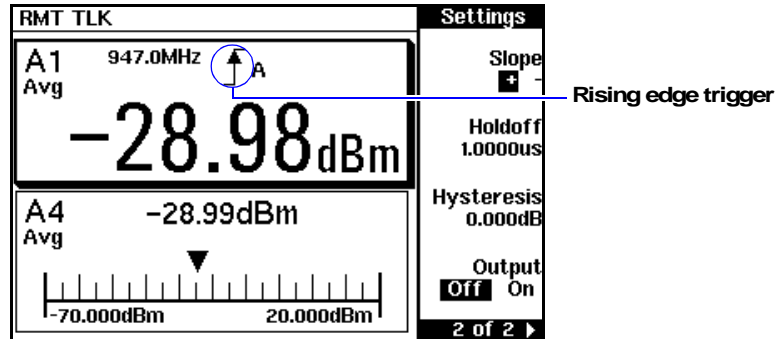 RMT TLK
Settings
A1
Avg
947.0MHz
A
-28.98dBm
Slope
+ -
Rising edge trigger
Holdoff
1.0000us
Hysteresis
0.000dB
A4
Avg
-28.99dBm
-70.000dBm
20.000dBm
Output
Off On
2 of 2